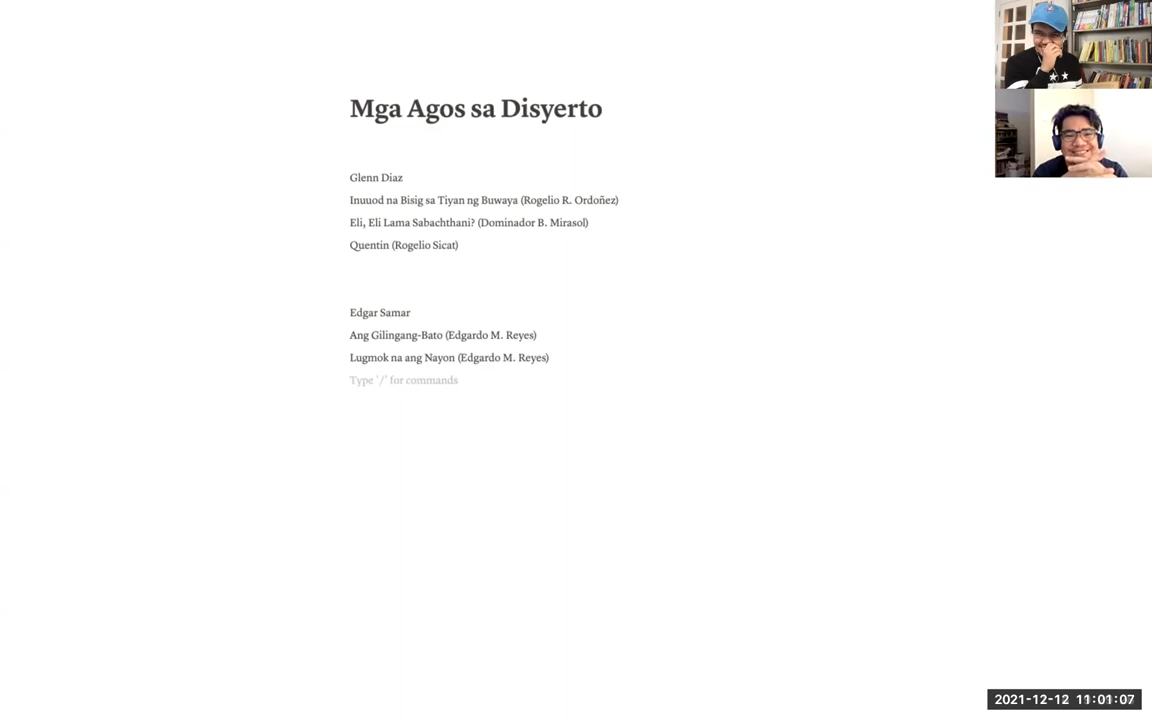 Mga Agos sa Disyerto
Glenn Diaz
Inuuod na Bisig sa Tiyan ng Buwaya (Rogelio R. Ordoñez)
Eli, Eli Lama Sabachthani? (Dominador B. Mirasol)
Quentin (Rogelio Sicat)
Edgar Samar
Ang Gilingang-Bato (Edgardo M. Reyes)
Lugmok na ang Nayon (Edgardo M. Reyes)
Type '/' for commands
2021-12-12 11:01:07